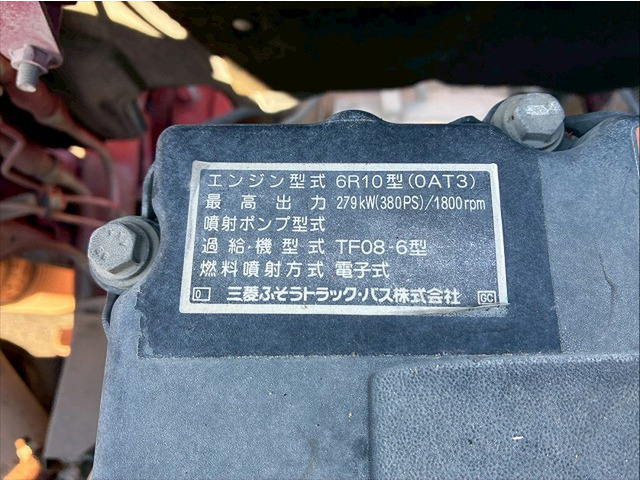 エンジン型式 6R10型(0AT3)
最高出力 279kW(380PS)/1800rpm
噴射ポンプ型式
過給機型式 TF08-6型
燃料噴射方式 電子式
0 三菱ふそうトラック・バス株式会社 GC